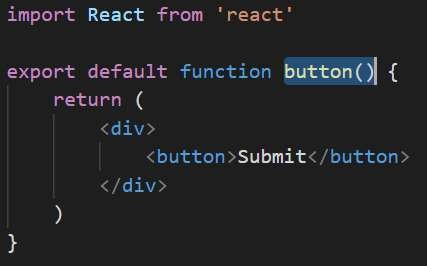 import React from 'react'
export default function button() {
return (
<div>
<button>Submit</button>
</div>
)
}